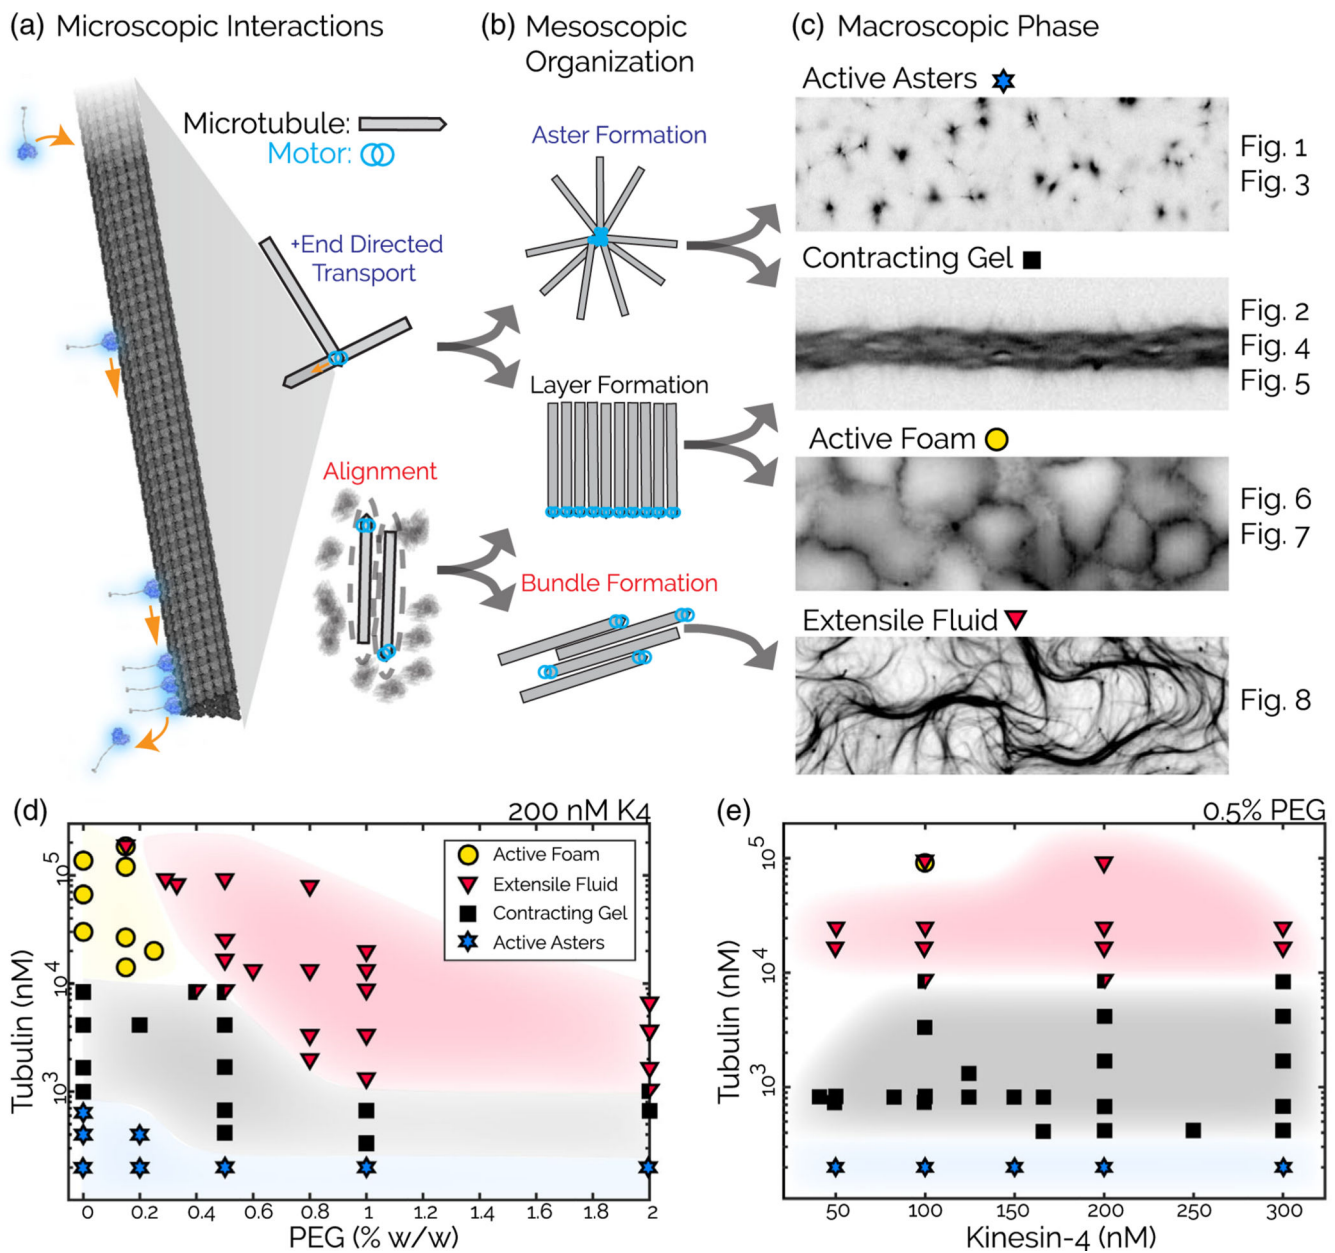 (a) Microscopic Interactions
Microtubule:
Motor:
+End Directed
Transport
Alignment
(b) Mesoscopic
Organization
Aster Formation
Layer Formation
Bundle Formation
(c) Macroscopic Phase
Active Asters
Fig. 1
Fig. 3
Contracting Gel
Fig. 2
Fig. 4
Fig. 5
Active Foam
Fig. 6
Fig. 7
Extensile Fluid
Fig. 8
(d)
200 nM K4
Active Foam
Extensile Fluid
Contracting Gel
Active Asters
Tubulin (nM)
10^5
10^4
10^3
0 0.2 0.4 0.6 0.8 1 1.2 1.4 1.6 1.8 2
PEG (% w/w)
(e)
0.5% PEG
Tubulin (nM)
10^5
10^4
10^3
50 100 150 200 250 300
Kinesin-4 (nM)